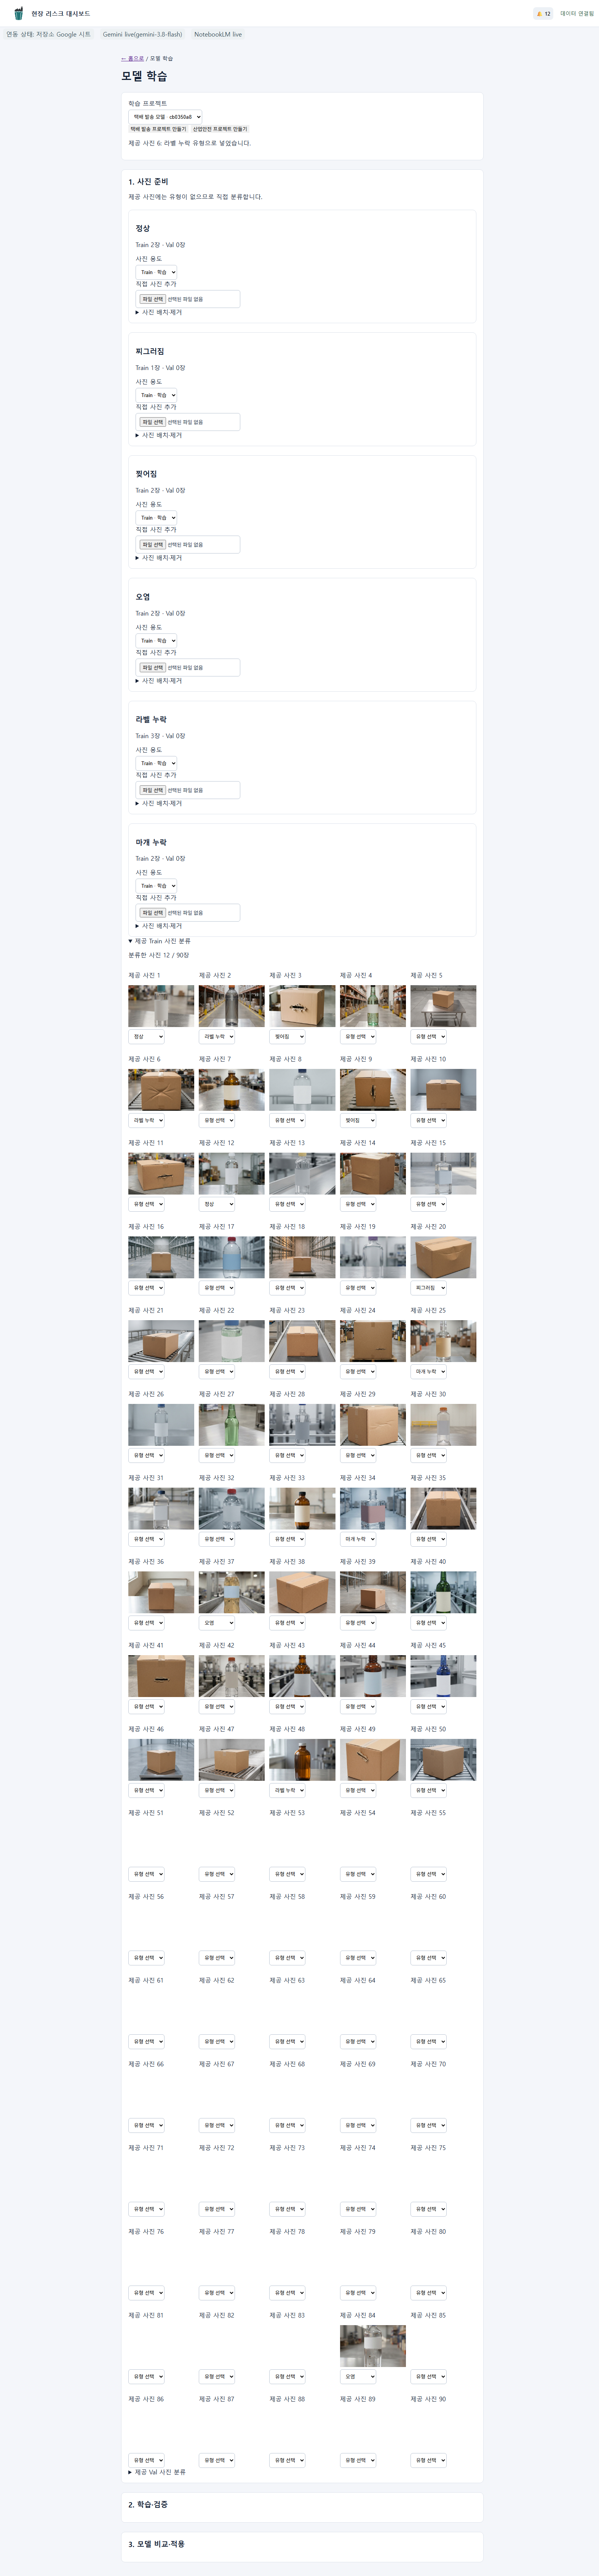 현장 리스크 대시보드
12
데이터 연결됨
연동 상태: 저장소 Google 시트 Gemini live(gemini-3.8-flash) NotebookLM live
← 홈으로 / 모델 학습
모델 학습
학습 프로젝트
택배 발송 모델 · cb0350a8
택배 발송 프로젝트 만들기 산업안전 프로젝트 만들기
제공 사진 6: 라벨 누락 유형으로 넣었습니다.
1. 사진 준비
제공 사진에는 유형이 없으므로 직접 분류합니다.
정상
Train 2장 · Val 0장
사진 용도
Train · 학습
직접 사진 추가
파일 선택 선택된 파일 없음
▶ 사진 배치·제거
찌그러짐
Train 1장 · Val 0장
사진 용도
Train · 학습
직접 사진 추가
파일 선택 선택된 파일 없음
▶ 사진 배치·제거
찢어짐
Train 2장 · Val 0장
사진 용도
Train · 학습
직접 사진 추가
파일 선택 선택된 파일 없음
▶ 사진 배치·제거
오염
Train 2장 · Val 0장
사진 용도
Train · 학습
직접 사진 추가
파일 선택 선택된 파일 없음
▶ 사진 배치·제거
라벨 누락
Train 3장 · Val 0장
사진 용도
Train · 학습
직접 사진 추가
파일 선택 선택된 파일 없음
▶ 사진 배치·제거
마개 누락
Train 2장 · Val 0장
사진 용도
Train · 학습
직접 사진 추가
파일 선택 선택된 파일 없음
▶ 사진 배치·제거
▼ 제공 Train 사진 분류
분류한 사진 12 / 90장
제공 사진 1 제공 사진 2 제공 사진 3 제공 사진 4 제공 사진 5
정상 라벨 누락 찢어짐 유형 선택 유형 선택
제공 사진 6 제공 사진 7 제공 사진 8 제공 사진 9 제공 사진 10
라벨 누락 유형 선택 유형 선택 찢어짐 유형 선택
제공 사진 11 제공 사진 12 제공 사진 13 제공 사진 14 제공 사진 15
유형 선택 정상 유형 선택 유형 선택 유형 선택
제공 사진 16 제공 사진 17 제공 사진 18 제공 사진 19 제공 사진 20
유형 선택 유형 선택 유형 선택 유형 선택 찌그러짐
제공 사진 21 제공 사진 22 제공 사진 23 제공 사진 24 제공 사진 25
유형 선택 유형 선택 유형 선택 유형 선택 마개 누락
제공 사진 26 제공 사진 27 제공 사진 28 제공 사진 29 제공 사진 30
유형 선택 유형 선택 유형 선택 유형 선택 유형 선택
제공 사진 31 제공 사진 32 제공 사진 33 제공 사진 34 제공 사진 35
유형 선택 유형 선택 유형 선택 마개 누락 유형 선택
제공 사진 36 제공 사진 37 제공 사진 38 제공 사진 39 제공 사진 40
유형 선택 오염 유형 선택 유형 선택 유형 선택
제공 사진 41 제공 사진 42 제공 사진 43 제공 사진 44 제공 사진 45
유형 선택 유형 선택 유형 선택 유형 선택 유형 선택
제공 사진 46 제공 사진 47 제공 사진 48 제공 사진 49 제공 사진 50
유형 선택 유형 선택 라벨 누락 유형 선택 유형 선택
제공 사진 51 제공 사진 52 제공 사진 53 제공 사진 54 제공 사진 55
유형 선택 유형 선택 유형 선택 유형 선택 유형 선택
제공 사진 56 제공 사진 57 제공 사진 58 제공 사진 59 제공 사진 60
유형 선택 유형 선택 유형 선택 유형 선택 유형 선택
제공 사진 61 제공 사진 62 제공 사진 63 제공 사진 64 제공 사진 65
유형 선택 유형 선택 유형 선택 유형 선택 유형 선택
제공 사진 66 제공 사진 67 제공 사진 68 제공 사진 69 제공 사진 70
유형 선택 유형 선택 유형 선택 유형 선택 유형 선택
제공 사진 71 제공 사진 72 제공 사진 73 제공 사진 74 제공 사진 75
유형 선택 유형 선택 유형 선택 유형 선택 유형 선택
제공 사진 76 제공 사진 77 제공 사진 78 제공 사진 79 제공 사진 80
유형 선택 유형 선택 유형 선택 유형 선택 유형 선택
제공 사진 81 제공 사진 82 제공 사진 83 제공 사진 84 제공 사진 85
유형 선택 유형 선택 유형 선택 오염 유형 선택
제공 사진 86 제공 사진 87 제공 사진 88 제공 사진 89 제공 사진 90
유형 선택 유형 선택 유형 선택 유형 선택 유형 선택
▶ 제공 Val 사진 분류
2. 학습·검증
3. 모델 비교·적용